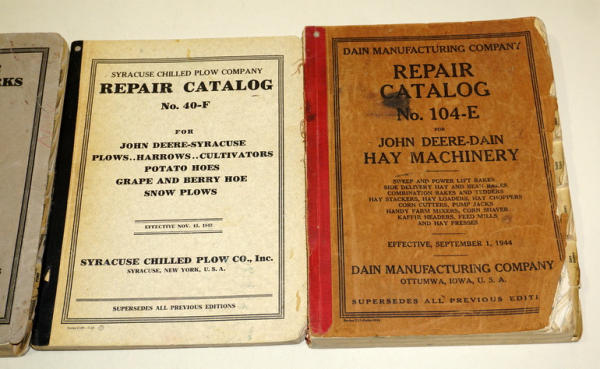 RKS
SYRACUSE CHILLED PLOW COMPANY
REPAIR CATALOG
No. 40-F
FOR
JOHN DEERE-SYRACUSE
PLOWS..HARROWS..CULTIVATORS
POTATO HOES
GRAPE AND BERRY HOE
SNOW PLOWS
EFFECTIVE NOV. 15, 1943
SYRACUSE CHILLED PLOW CO., Inc.
SYRACUSE, NEW YORK, U. S. A.
SUPERSEDES ALL PREVIOUS EDITIONS
DAIN MANUFACTURING COMPANY
REPAIR
CATALOG
No. 104-E
FOR
JOHN DEERE-DAIN
HAY MACHINERY
SWEEP AND POWER LIFT RAKES
SIDE DELIVERY HAY AND BEAN RAKES
COMBINATION RAKES AND TEDDERS
HAY STACKERS, HAY LOADERS, HAY CHOPPERS
CORN CUTTERS, PUMP JACKS
HANDY FARM MIXERS, CORN SHAVER
KAFFIR HEADERS, FEED MILLS
AND HAY PRESSES
EFFECTIVE, SEPTEMBER 1, 1944
DAIN MANUFACTURING COMPANY
OTTUMWA, IOWA, U. S. A.
SUPERSEDES ALL PREVIOUS EDITI